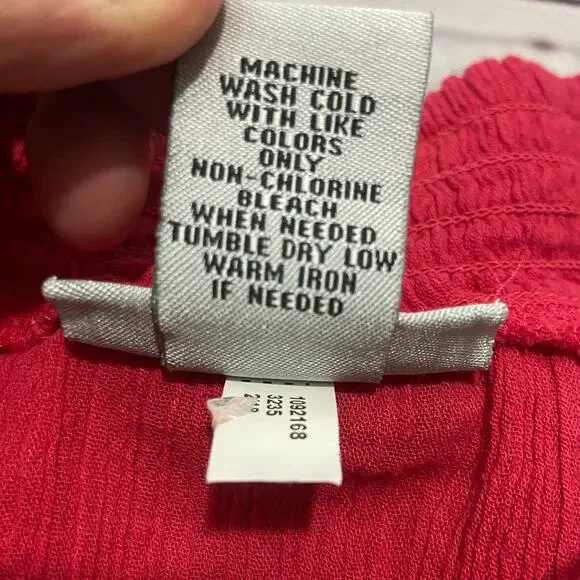 MACHINE
WASH COLD
WITH LIKE
COLORS
ONLY
NON-CHLORINE
BLEACH
WHEN NEEDED
TUMBLE DRY LOW
WARM IRON
IF NEEDED
1092168
3235